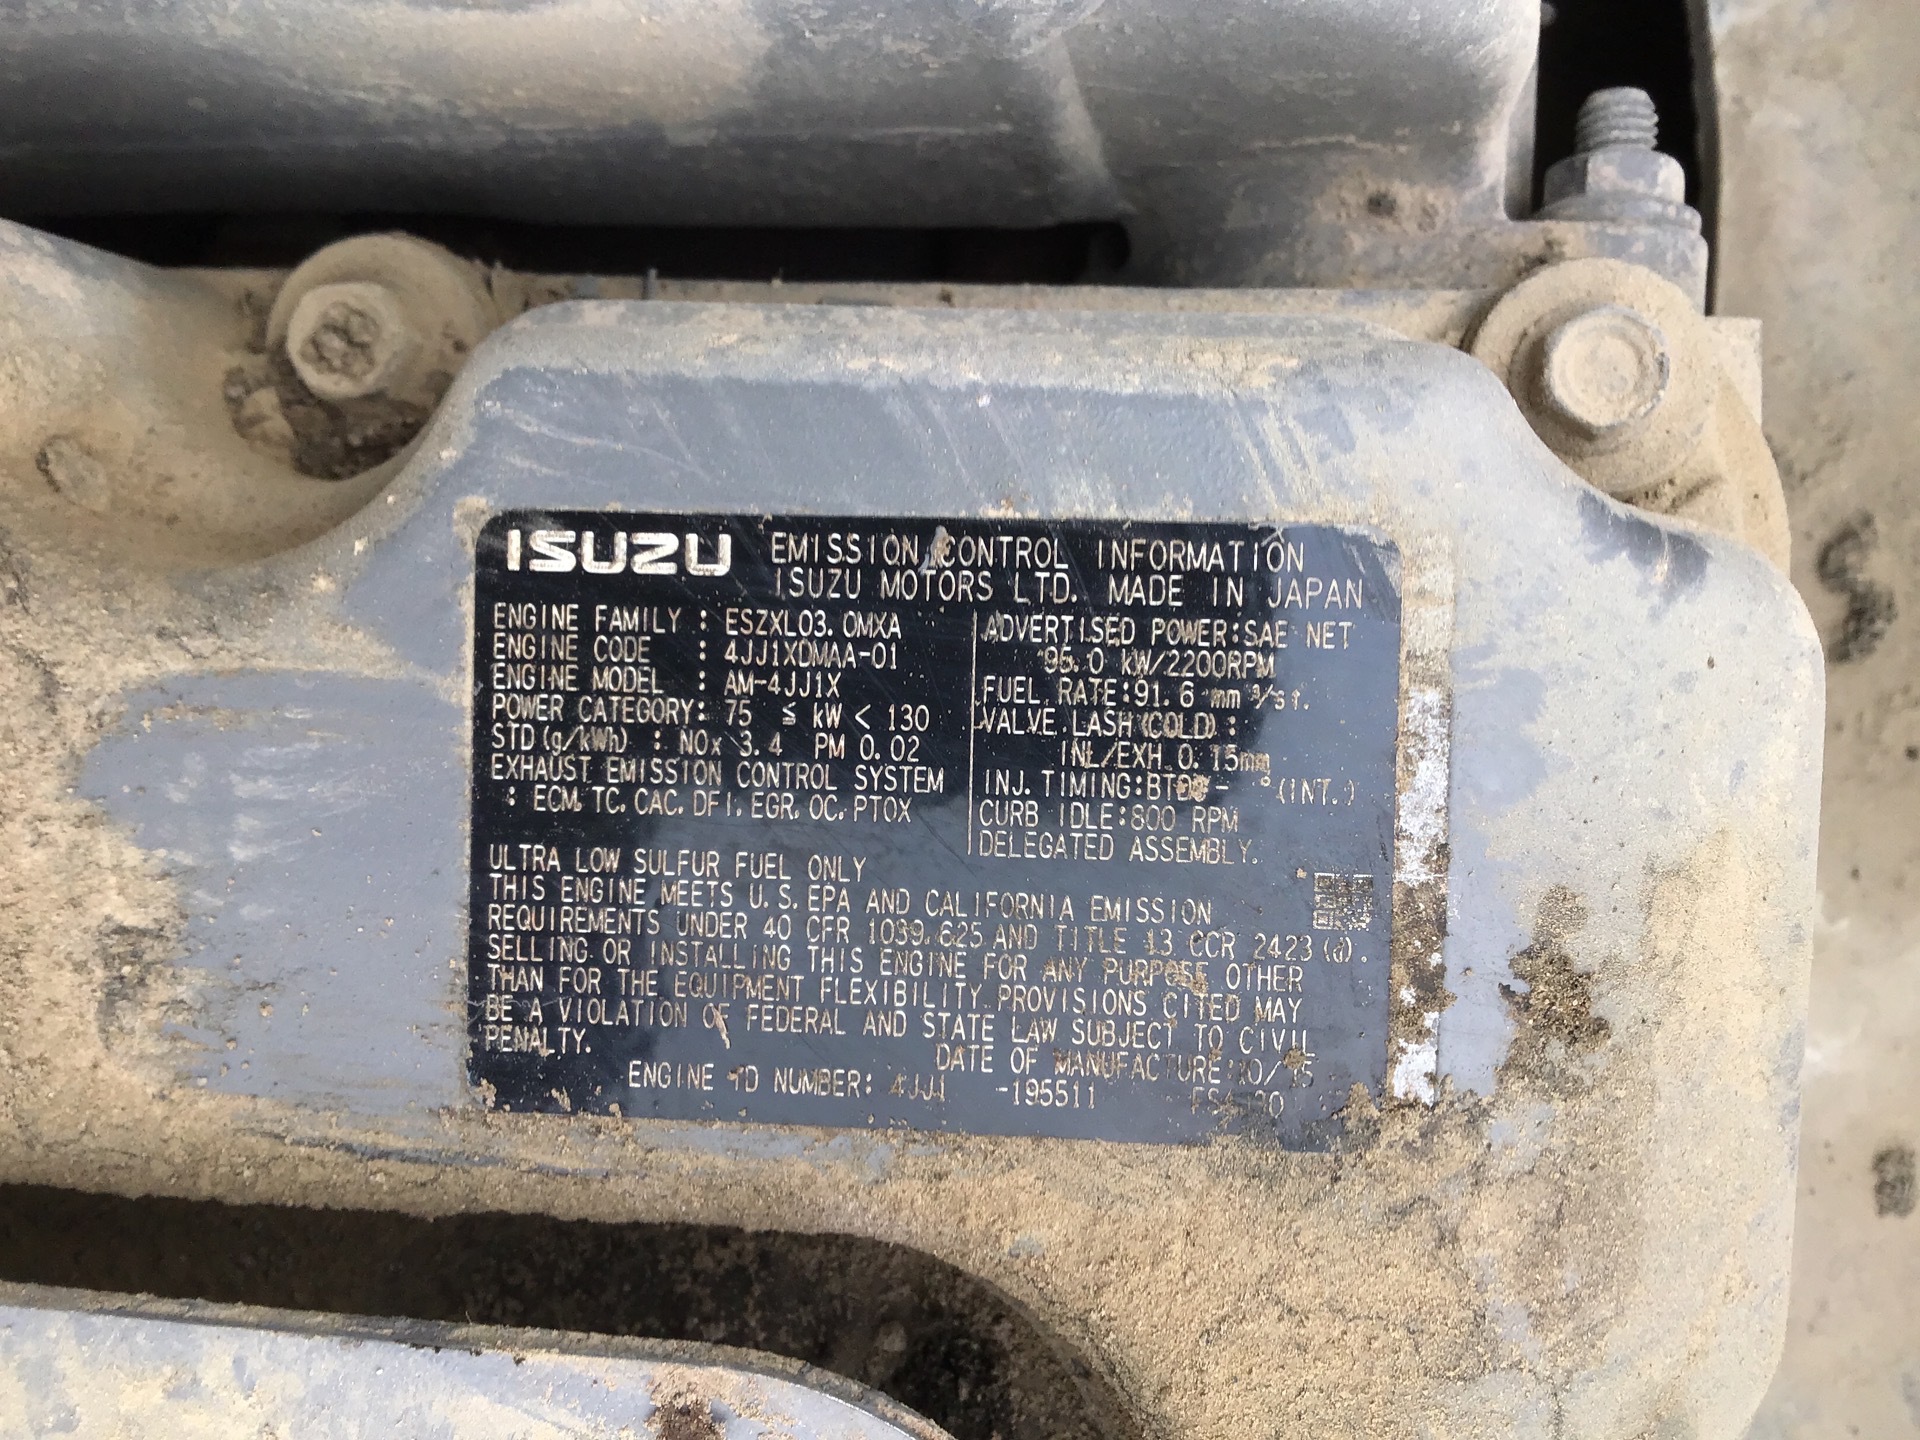 ISUZU EMISSION CONTROL INFORMATION
ISUZU MOTORS LTD. MADE IN JAPAN
ENGINE FAMILY : ESZXL03.0MXA
ENGINE CODE : 4JJ1XDMAA-01
ENGINE MODEL : AM-4JJ1X
POWER CATEGORY: 75 ≦ kW < 130
STD(g/kWh) : NOx 3.4 PM 0.02
EXHAUST EMISSION CONTROL SYSTEM
: ECM.TC.CAC.DFI.EGR.OC.PTOX
ADVERTISED POWER:SAE NET
95.0 kW/2200RPM
FUEL RATE:91.6 mm³/st.
VALVE LASH(COLD):
INL/EXH 0.15mm
INJ.TIMING: - °(INT.)
CURB IDLE:800 RPM
DELEGATED ASSEMBLY.
ULTRA LOW SULFUR FUEL ONLY
THIS ENGINE MEETS U.S.EPA AND CALIFORNIA EMISSION
REQUIREMENTS UNDER 40 CFR 1039.625 AND TITLE 13 CCR 2423(d).
SELLING OR INSTALLING THIS ENGINE FOR ANY PURPOSE OTHER
THAN FOR THE EQUIPMENT FLEXIBILITY PROVISIONS CITED MAY
BE A VIOLATION OF FEDERAL AND STATE LAW SUBJECT TO CIVIL
PENALTY.
DATE OF MANUFACTURE:
ENGINE ID NUMBER: 4JJ1 -195511